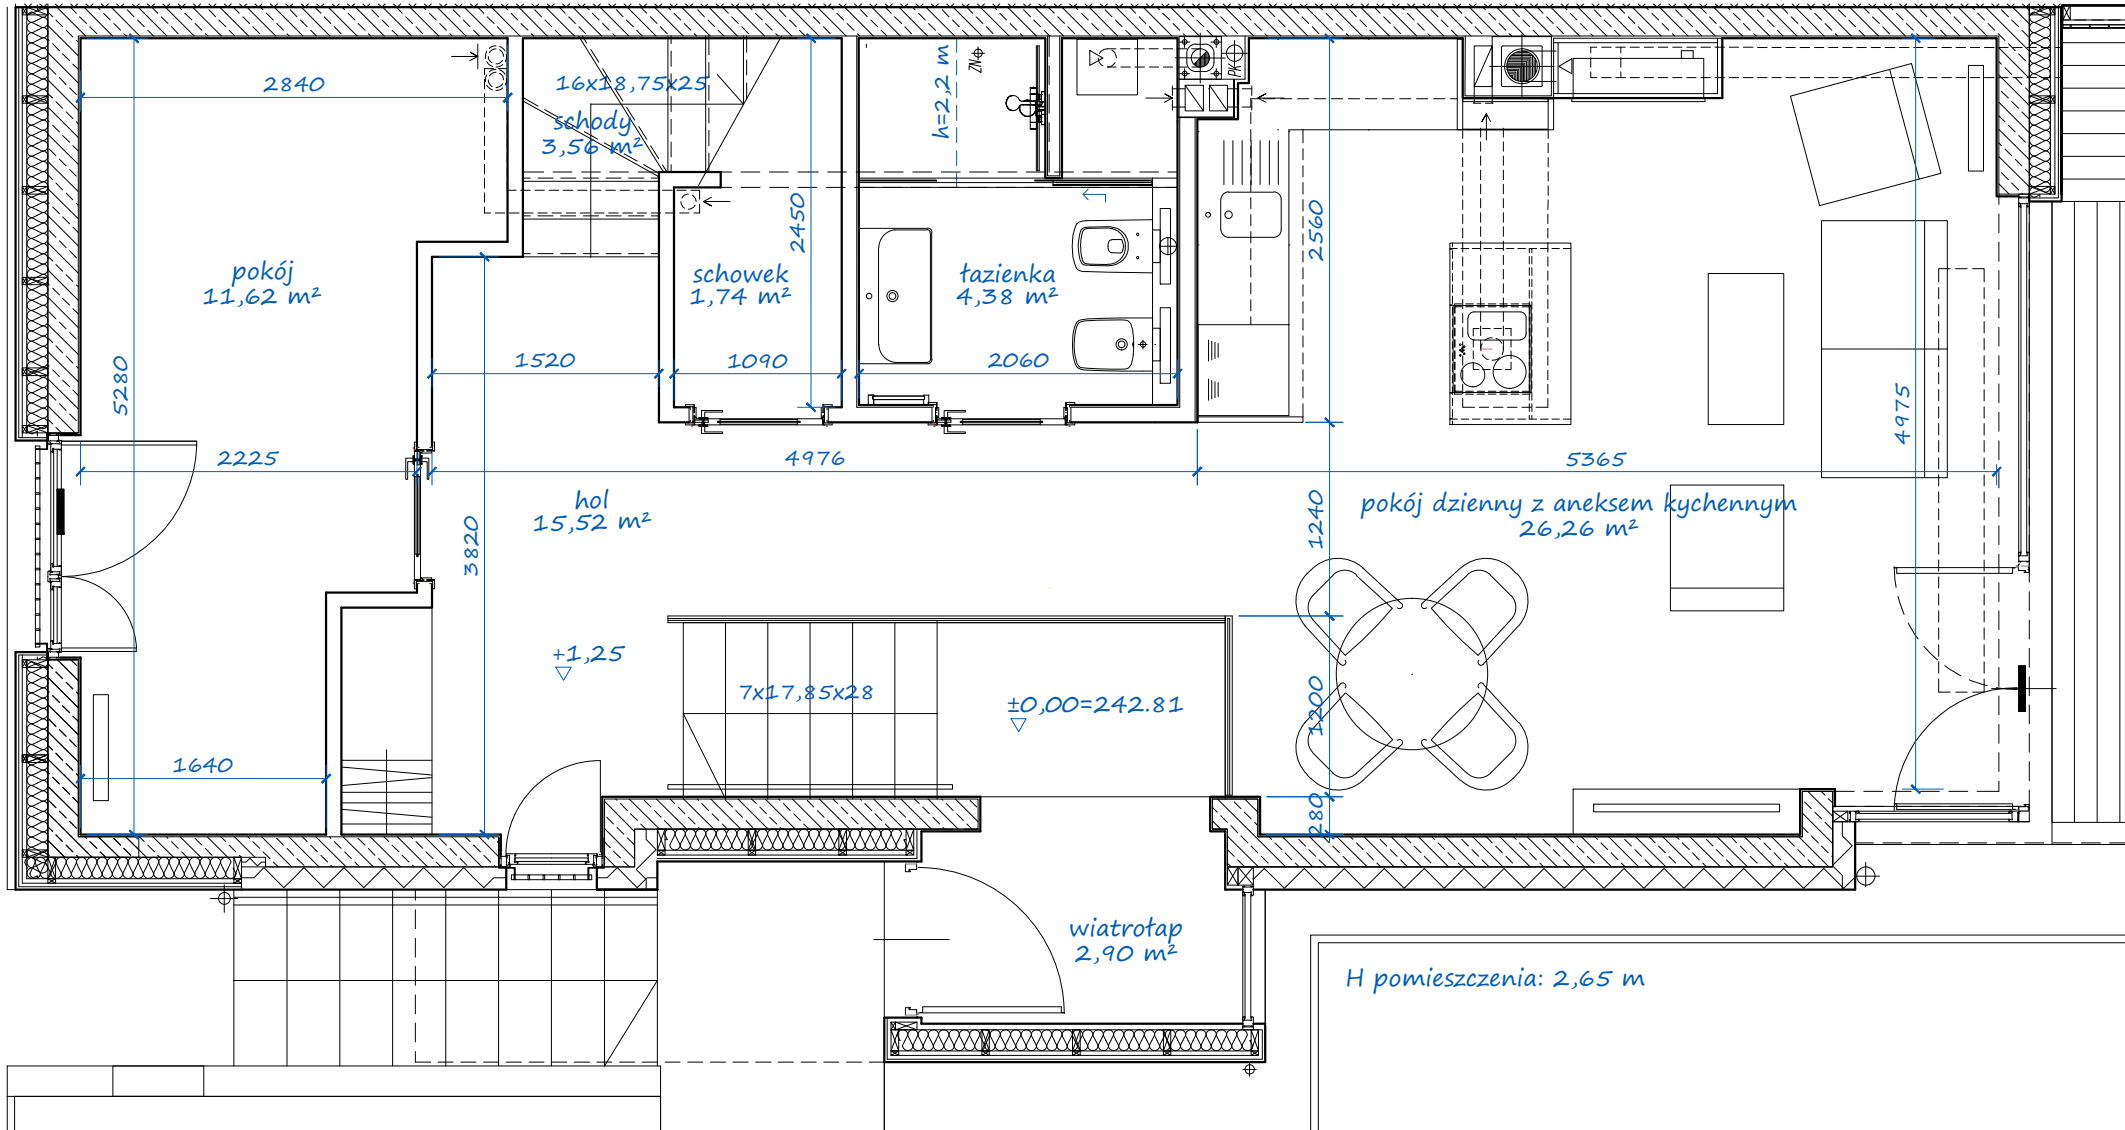 2840
16x18,75x25
schody
3,56 m²
h=2,2 m
ZN
PK
2450
2560
pokój
11,62 m²
schowek
1,74 m²
łazienka
4,38 m²
5280
1520
1090
2060
4975
2225
4976
5365
hol
15,52 m²
3820
1240
pokój dzienny z aneksem kychennym
26,26 m²
+1,25
7x17,85x28
±0,00=242.81
1200
1640
280
wiatrołap
2,90 m²
H pomieszczenia: 2,65 m